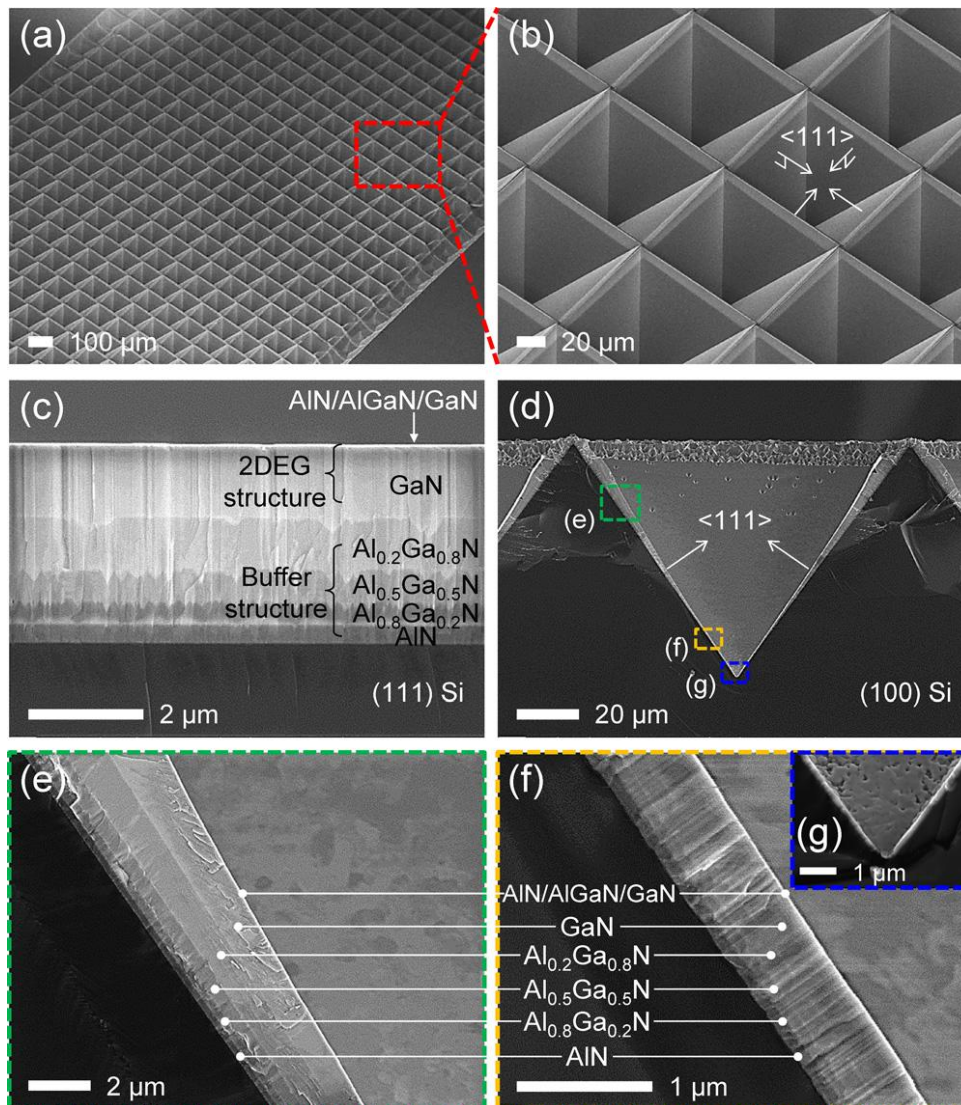 (a)
100 μm
(b)
<111>
20 μm
(c)
AlN/AlGaN/GaN
2DEG
structure
GaN
Buffer
structure
Al₀.₂Ga₀.₈N
Al₀.₅Ga₀.₅N
Al₀.₈Ga₀.₂N
AlN
(111) Si
2 μm
(d)
(e)
<111>
(f)
(g)
(100) Si
20 μm
(e)
2 μm
(f)
AlN/AlGaN/GaN
GaN
Al₀.₂Ga₀.₈N
Al₀.₅Ga₀.₅N
Al₀.₈Ga₀.₂N
AlN
1 μm
(g)
1 μm